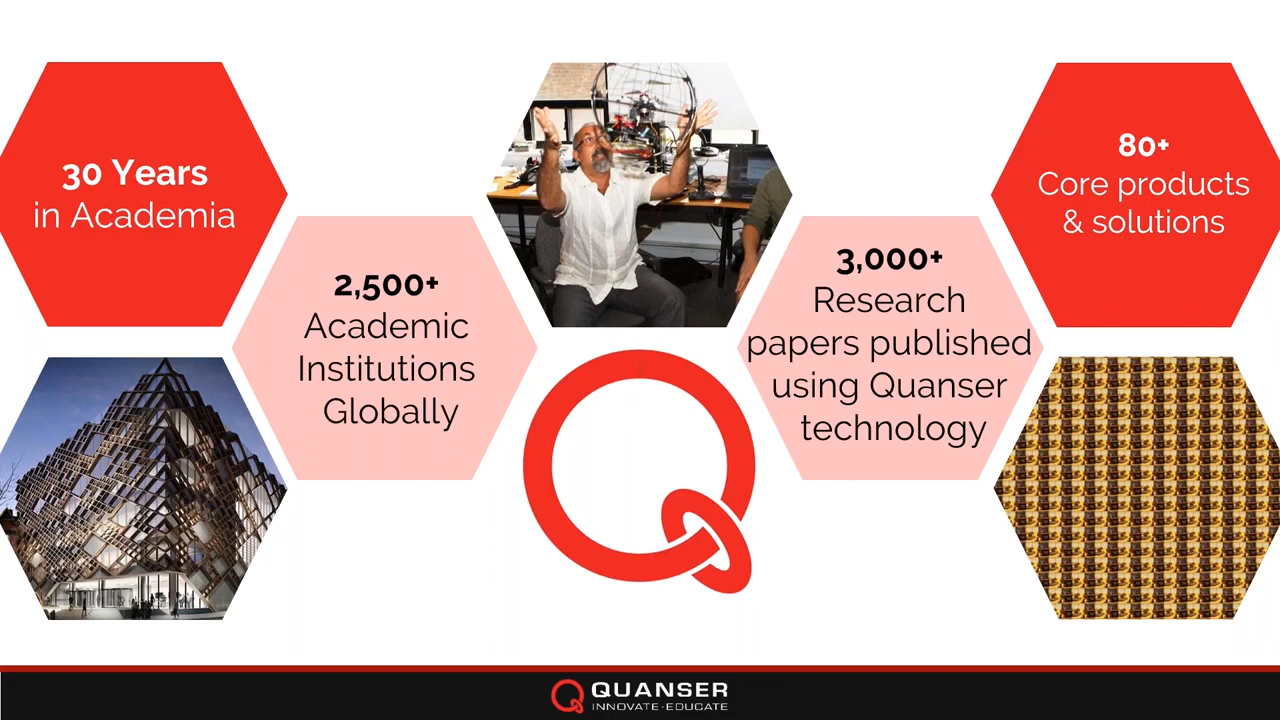 30 Years
in Academia
2,500+
Academic
Institutions
Globally
3,000+
Research
papers published
using Quanser
technology
80+
Core products
& solutions
QUANSER
INNOVATE·EDUCATE